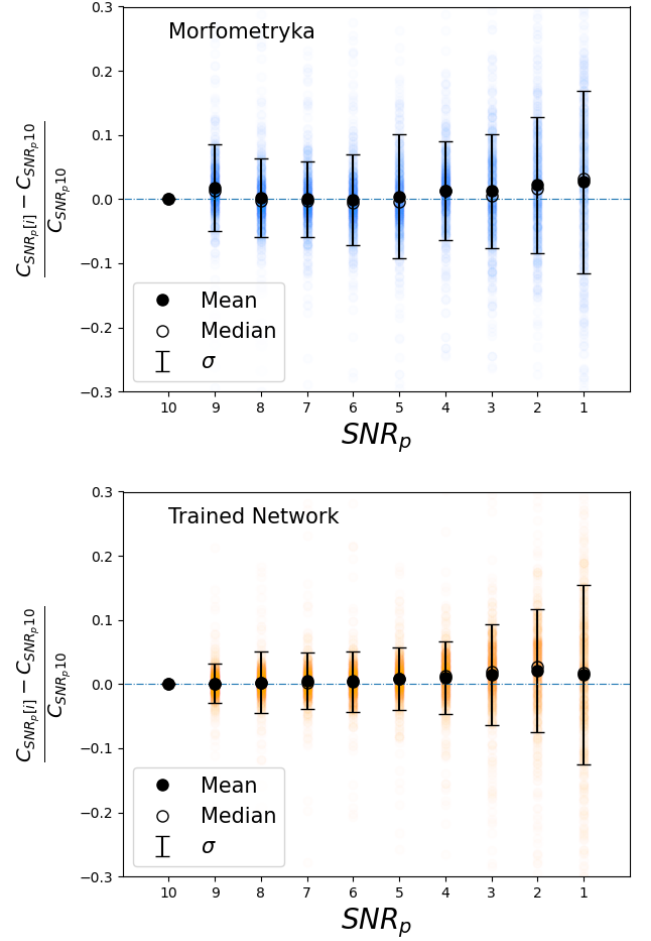 0.3
Morfometryka
0.2
0.1
0.0
−0.1
−0.2
−0.3
C_{SNR_p[i]} − C_{SNR_p10}
C_{SNR_p10}
Mean
Median
σ
10 9 8 7 6 5 4 3 2 1
SNR_p
0.3
Trained Network
0.2
0.1
0.0
−0.1
−0.2
−0.3
C_{SNR_p[i]} − C_{SNR_p10}
C_{SNR_p10}
Mean
Median
σ
10 9 8 7 6 5 4 3 2 1
SNR_p